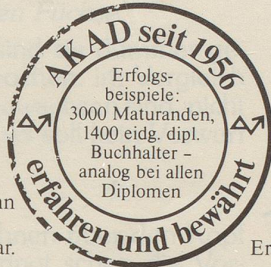 AKAD seit 1956
Erfolgs-
beispiele:
3000 Maturanden,
1400 eidg. dipl.
Buchhalter –
analog bei allen
Diplomen
erfahren und bewährt